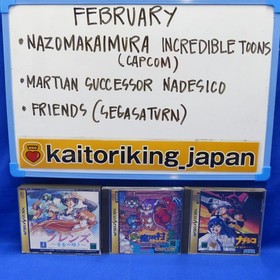 FEBRUARY
• NAZOMAKAIMURA INCREDIBLE TOONS
(CAPCOM)
• MARTIAN SUCCESSOR NADESICO
• FRIENDS (SEGASATURN)
kaitoriking_japan